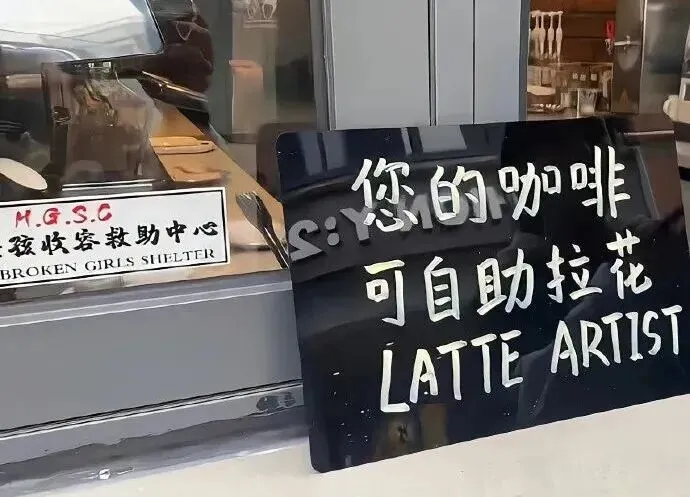 H.G.S.C
孩收容救助中心
BROKEN GIRLS SHELTER
您的咖啡
可自助拉花
LATTE ARTIST